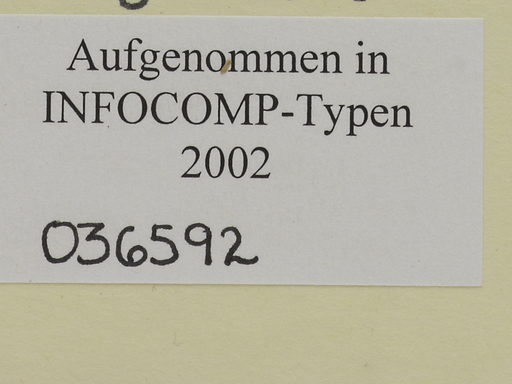 Aufgenommen in
INFOCOMP-Typen
2002
036592